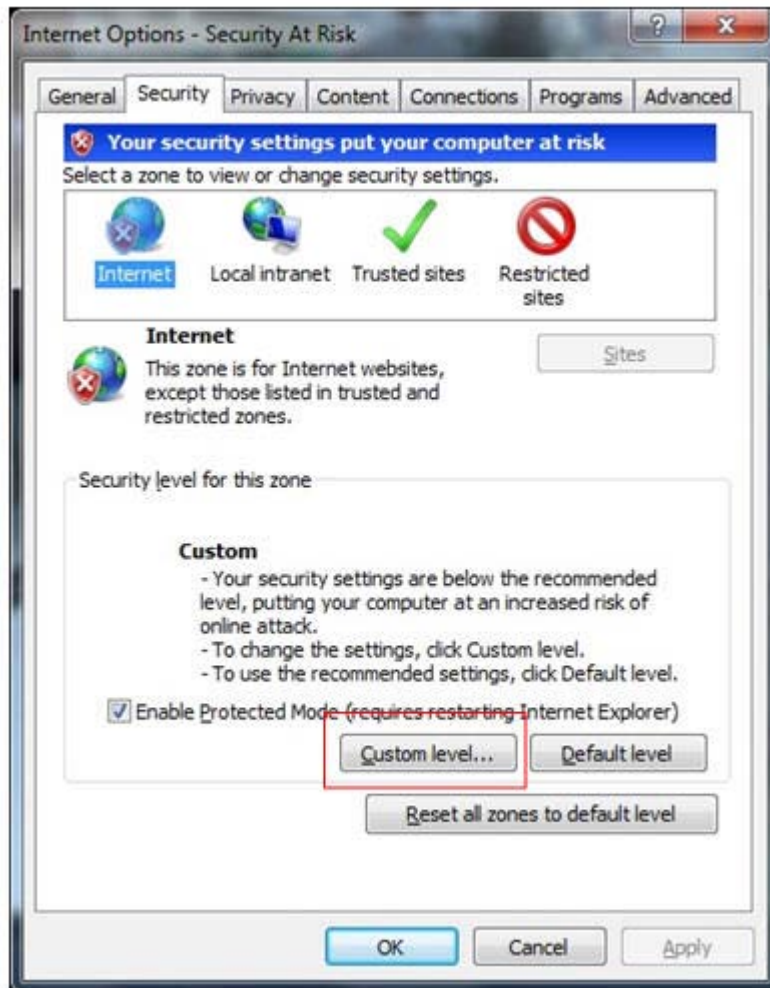 Internet Options - Security At Risk
General Security Privacy Content Connections Programs Advanced
Your security settings put your computer at risk
Select a zone to view or change security settings.
Internet Local intranet Trusted sites Restricted
sites
Internet
Sites
This zone is for Internet websites,
except those listed in trusted and
restricted zones.
Security level for this zone
Custom
- Your security settings are below the recommended
level, putting your computer at an increased risk of
online attack.
- To change the settings, click Custom level.
- To use the recommended settings, click Default level.
Enable Protected Mode (requires restarting Internet Explorer)
Custom level... Default level
Reset all zones to default level
OK Cancel Apply